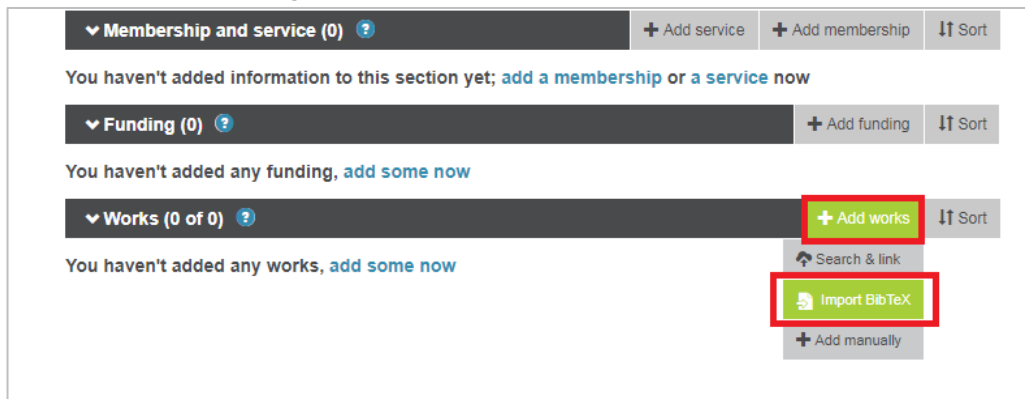 Membership and service (0) ? + Add service + Add membership Sort
You haven't added information to this section yet; add a membership or a service now
Funding (0) ? + Add funding Sort
You haven't added any funding, add some now
Works (0 of 0) ? + Add works Sort
You haven't added any works, add some now
Search & link
Import BibTeX
+ Add manually